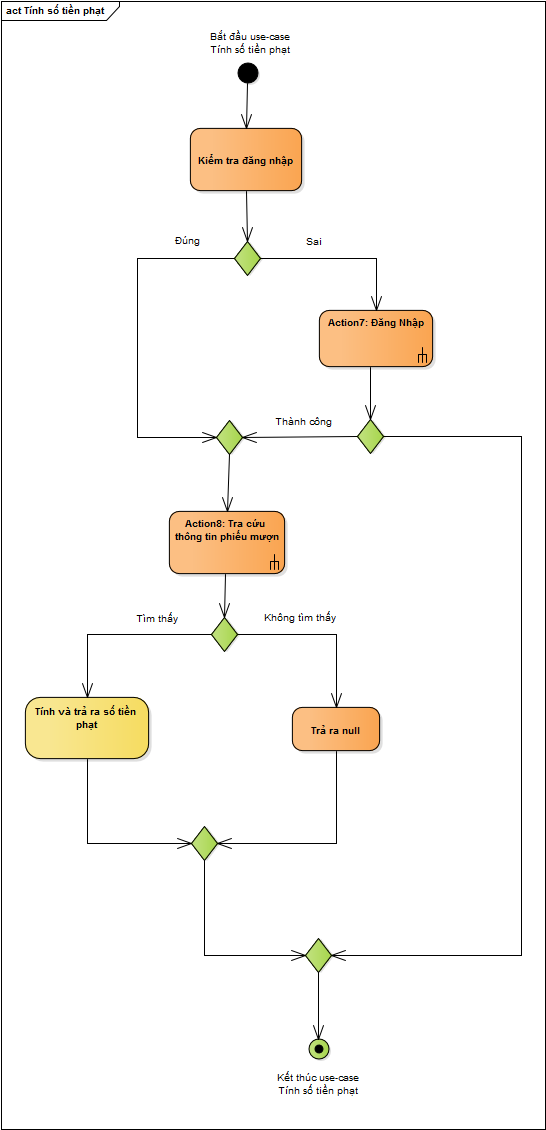 act Tính số tiền phạt
Bắt đầu use-case
Tính số tiền phạt
Kiểm tra đăng nhập
Đúng
Sai
Action7: Đăng Nhập
Thành công
Action8: Tra cứu
thông tin phiếu mượn
Tìm thấy
Không tìm thấy
Tính và trả ra số tiền
phạt
Trả ra null
Kết thúc use-case
Tính số tiền phạt